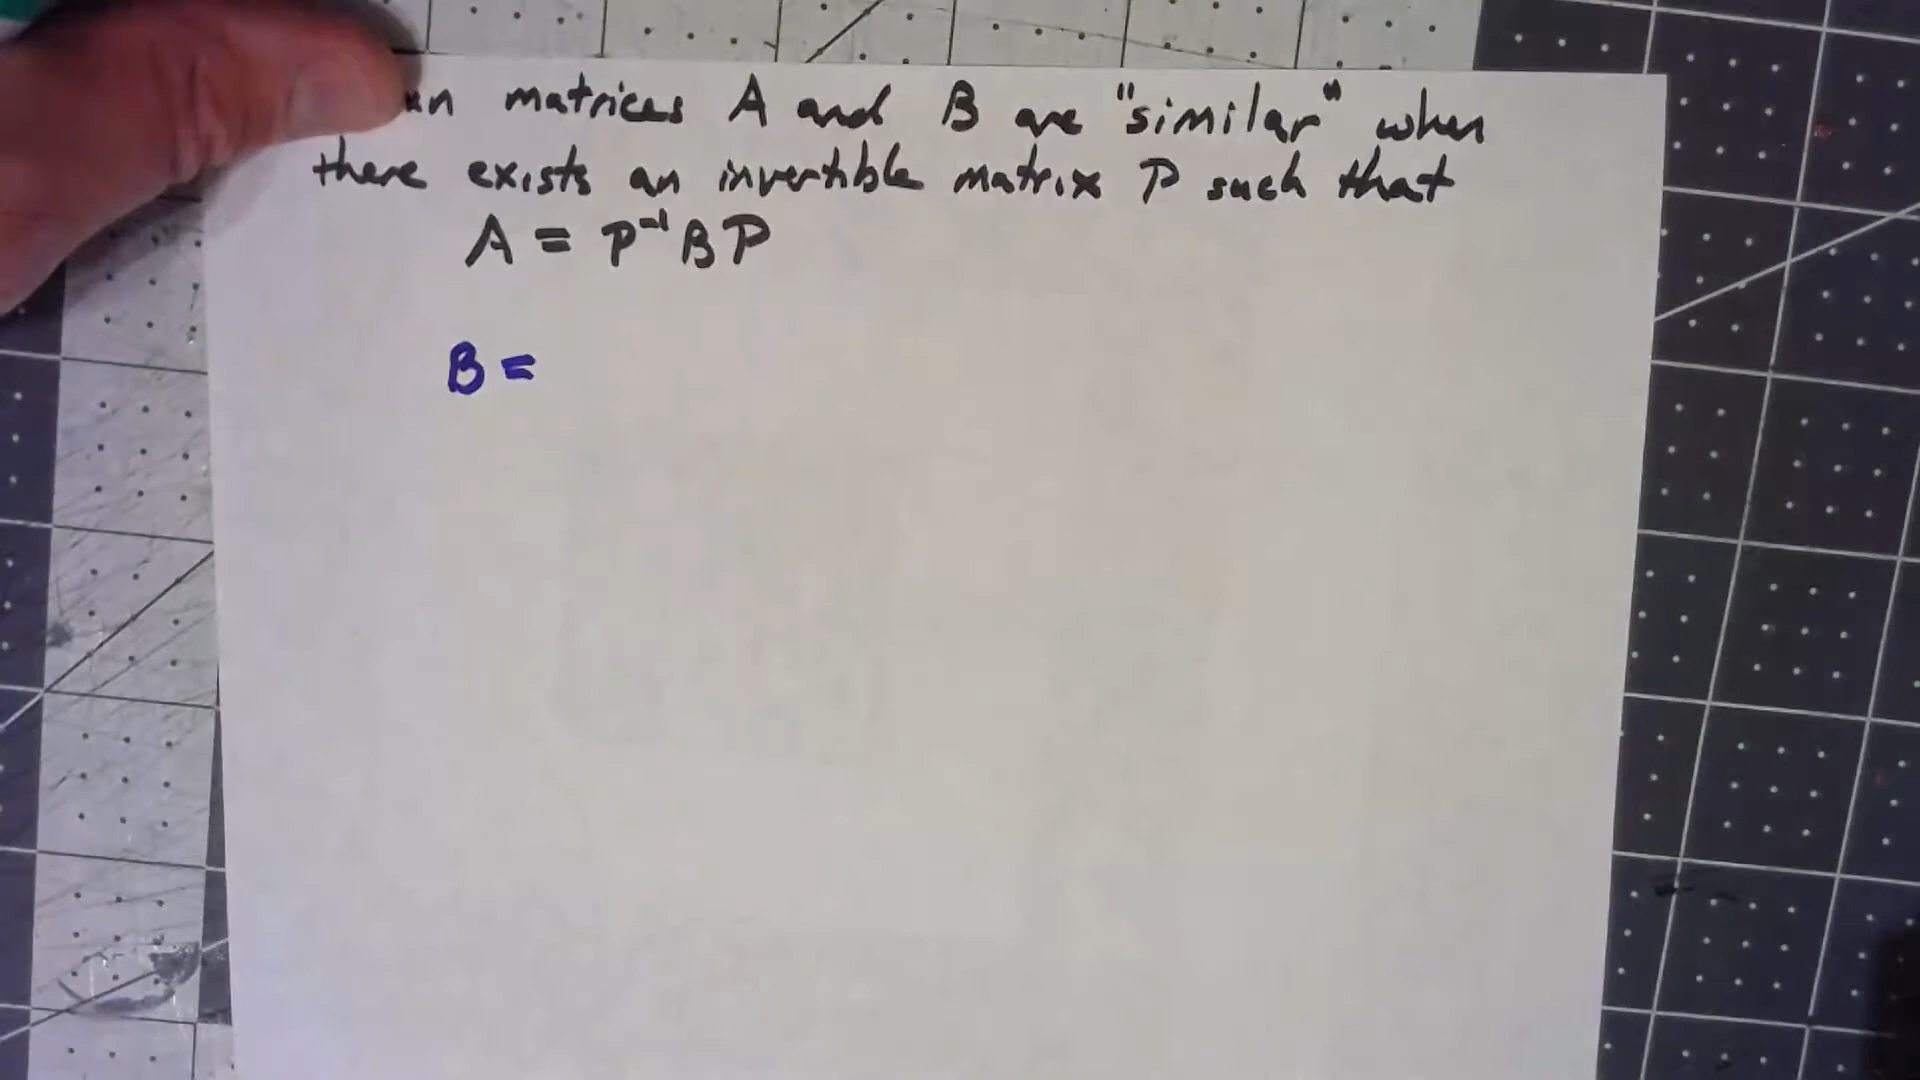 matrices A and B are "similar" when
there exists an invertible matrix P such that
A = P⁻¹BP
B =